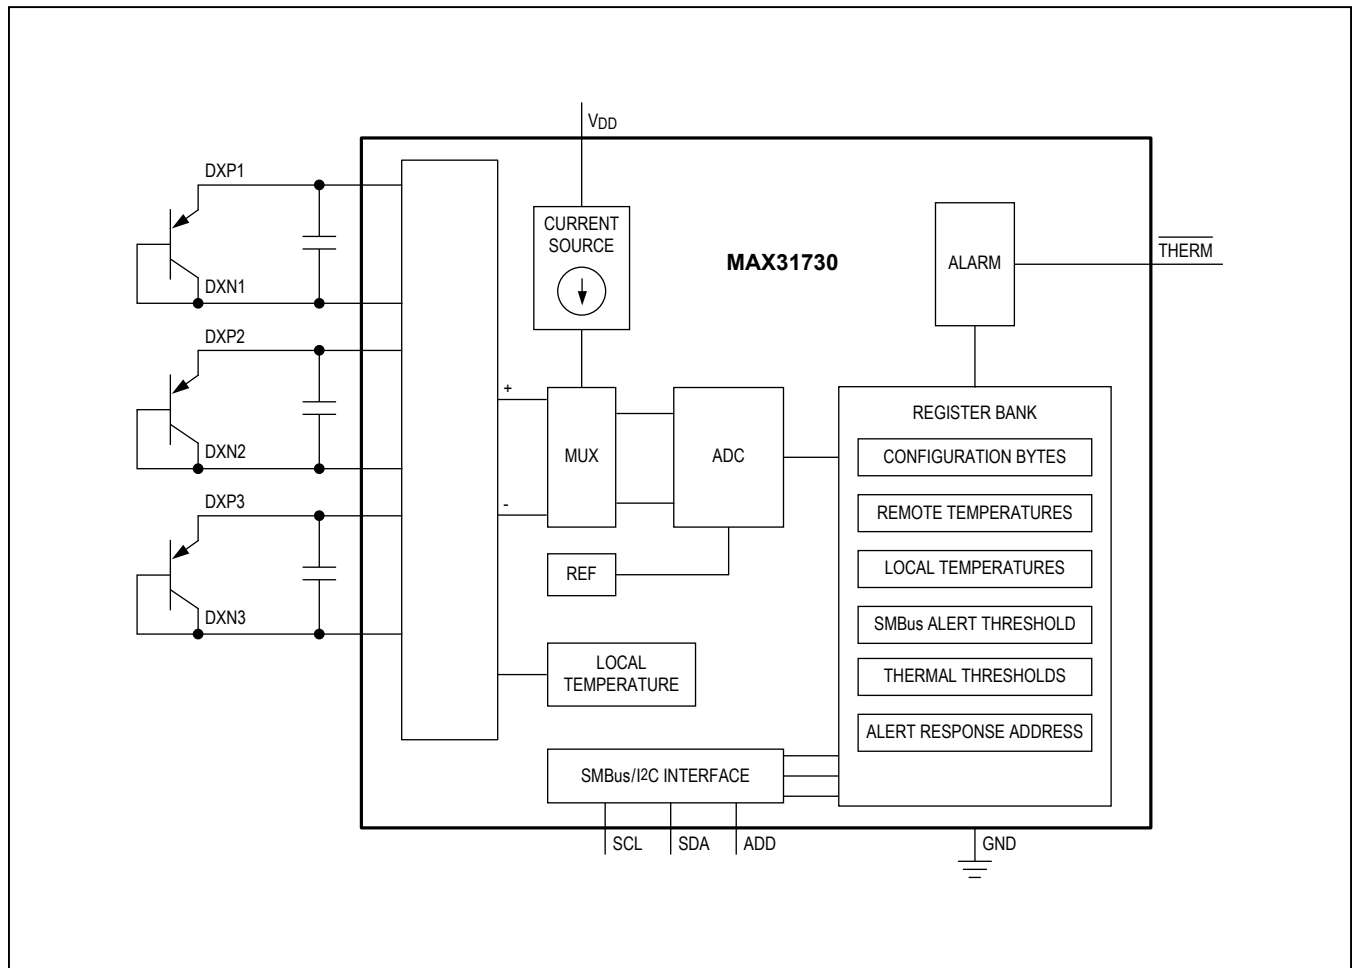 VDD
DXP1
DXN1
DXP2
DXN2
DXP3
DXN3
CURRENT
SOURCE
MAX31730
ALARM
THERM
+
-
MUX
ADC
REF
LOCAL
TEMPERATURE
SMBus/I2C INTERFACE
REGISTER BANK
CONFIGURATION BYTES
REMOTE TEMPERATURES
LOCAL TEMPERATURES
SMBus ALERT THRESHOLD
THERMAL THRESHOLDS
ALERT RESPONSE ADDRESS
SCL
SDA
ADD
GND